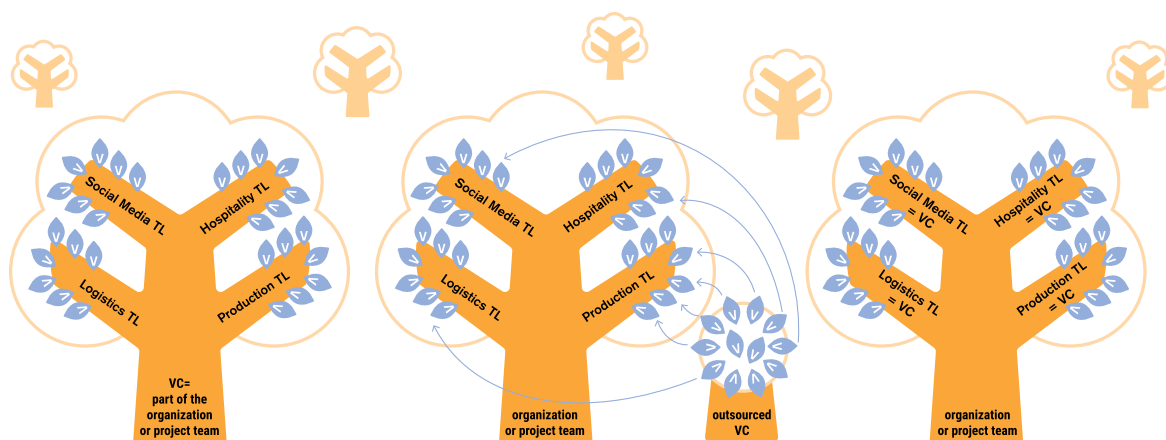 Social Media TL
Hospitality TL
Logistics TL
Production TL
VC=
part of the
organization
or project team
Social Media TL
Hospitality TL
Logistics TL
Production TL
organization
or project team
outsourced
VC
Social Media TL
= VC
Hospitality TL
= VC
Logistics TL
= VC
Production TL
= VC
organization
or project team